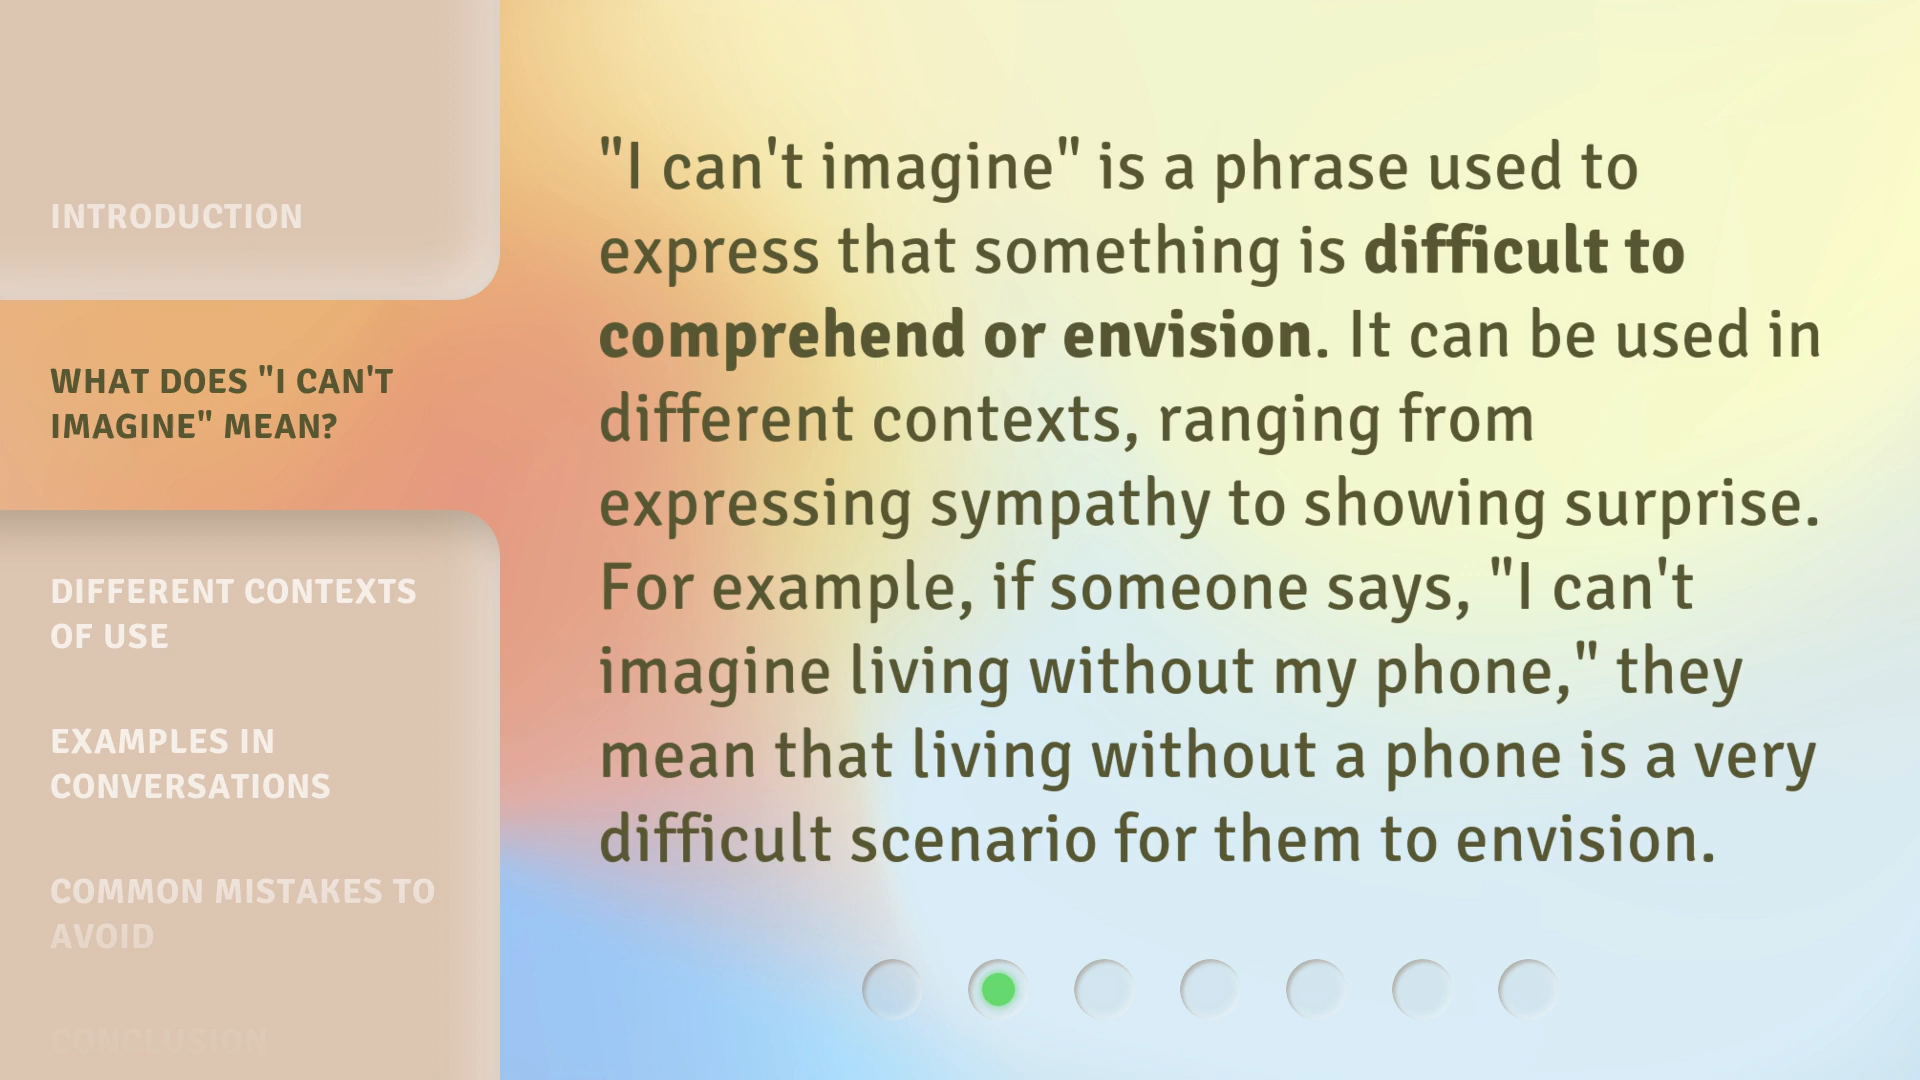 INTRODUCTION
WHAT DOES "I CAN'T
IMAGINE" MEAN?
DIFFERENT CONTEXTS
OF USE
EXAMPLES IN
CONVERSATIONS
COMMON MISTAKES TO
AVOID
CONCLUSION
"I can't imagine" is a phrase used to
express that something is difficult to
comprehend or envision. It can be used in
different contexts, ranging from
expressing sympathy to showing surprise.
For example, if someone says, "I can't
imagine living without my phone," they
mean that living without a phone is a very
difficult scenario for them to envision.